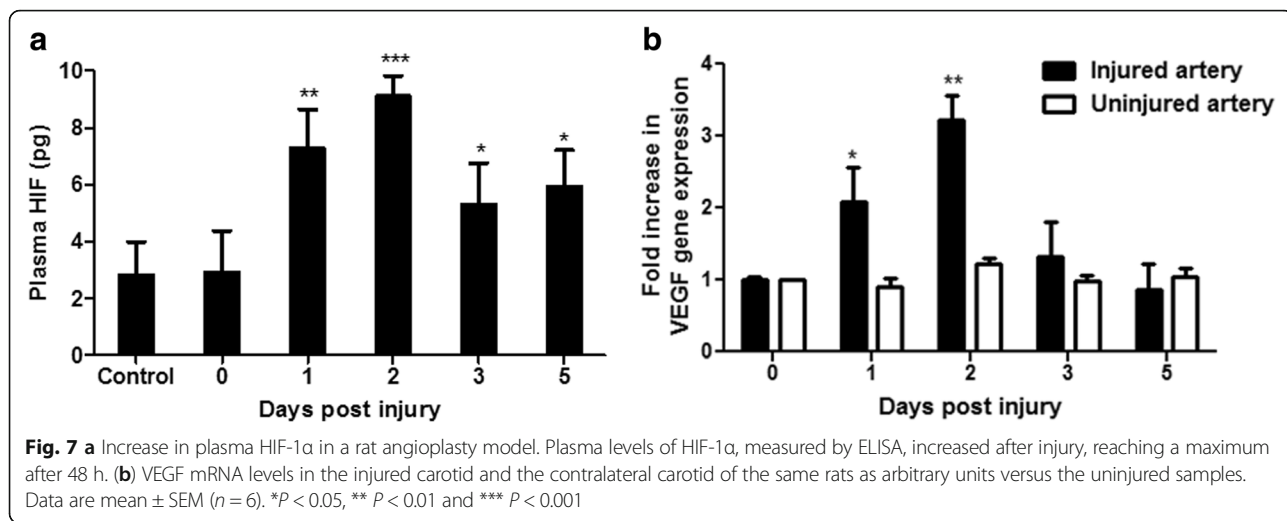 a
b
***
**
*
*
10
8
6
4
2
0
Plasma HIF (pg)
Control 0 1 2 3 5
Days post injury
**
*
4
3
2
1
0
Fold increase in
VEGF gene expression
Injured artery
Uninjured artery
0 1 2 3 5
Days post injury
Fig. 7 a Increase in plasma HIF-1α in a rat angioplasty model. Plasma levels of HIF-1α, measured by ELISA, increased after injury, reaching a maximum
after 48 h. (b) VEGF mRNA levels in the injured carotid and the contralateral carotid of the same rats as arbitrary units versus the uninjured samples.
Data are mean ± SEM (n = 6). *P < 0.05, ** P < 0.01 and *** P < 0.001